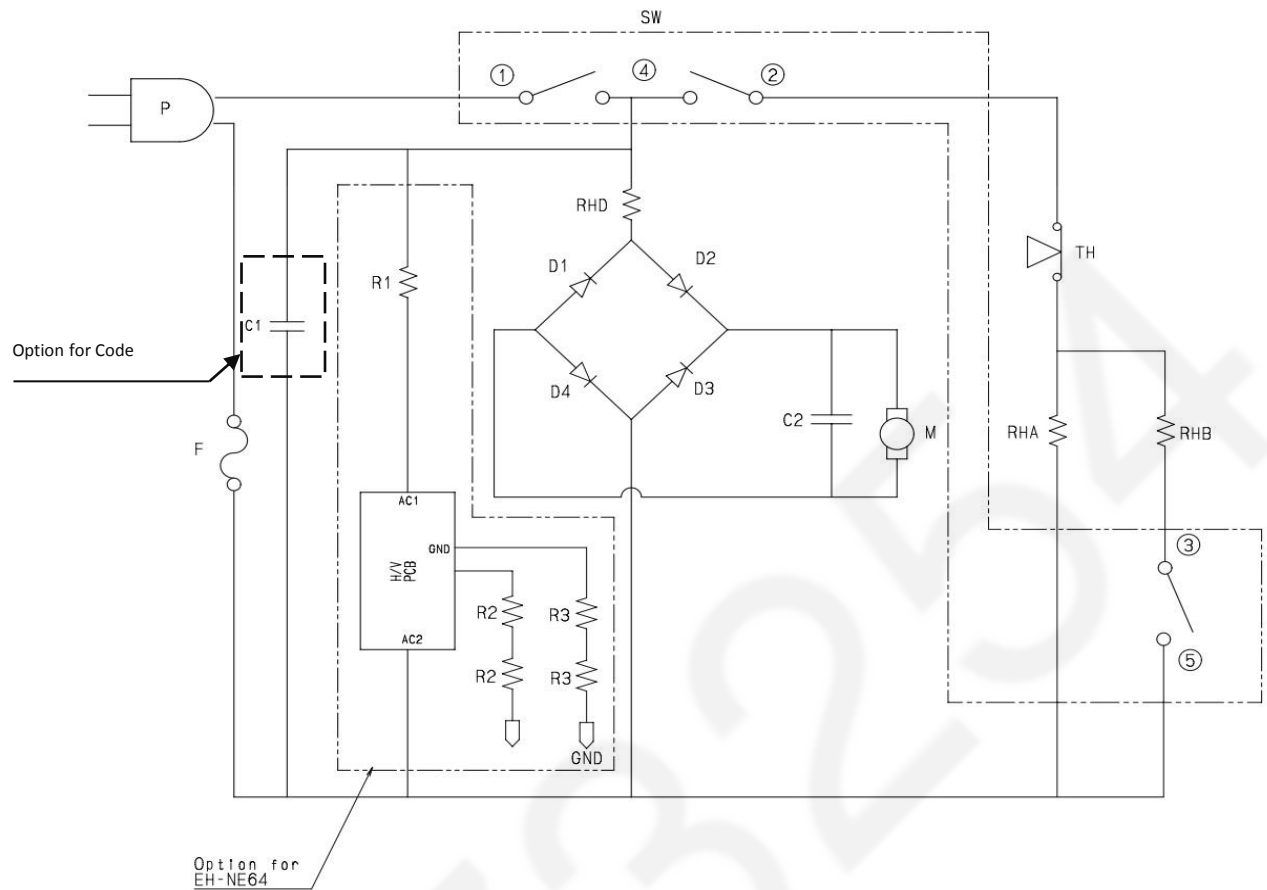 SW
① ④ ②
P
RHD
D1 D2
R1
TH
C1
Option for Code
D4 D3
C2
M
RHA
RHB
F
AC1
GND
H/V
PCB
③
R2 R3
AC2
R2 R3
⑤
GND
Option for
EH-NE64
3254